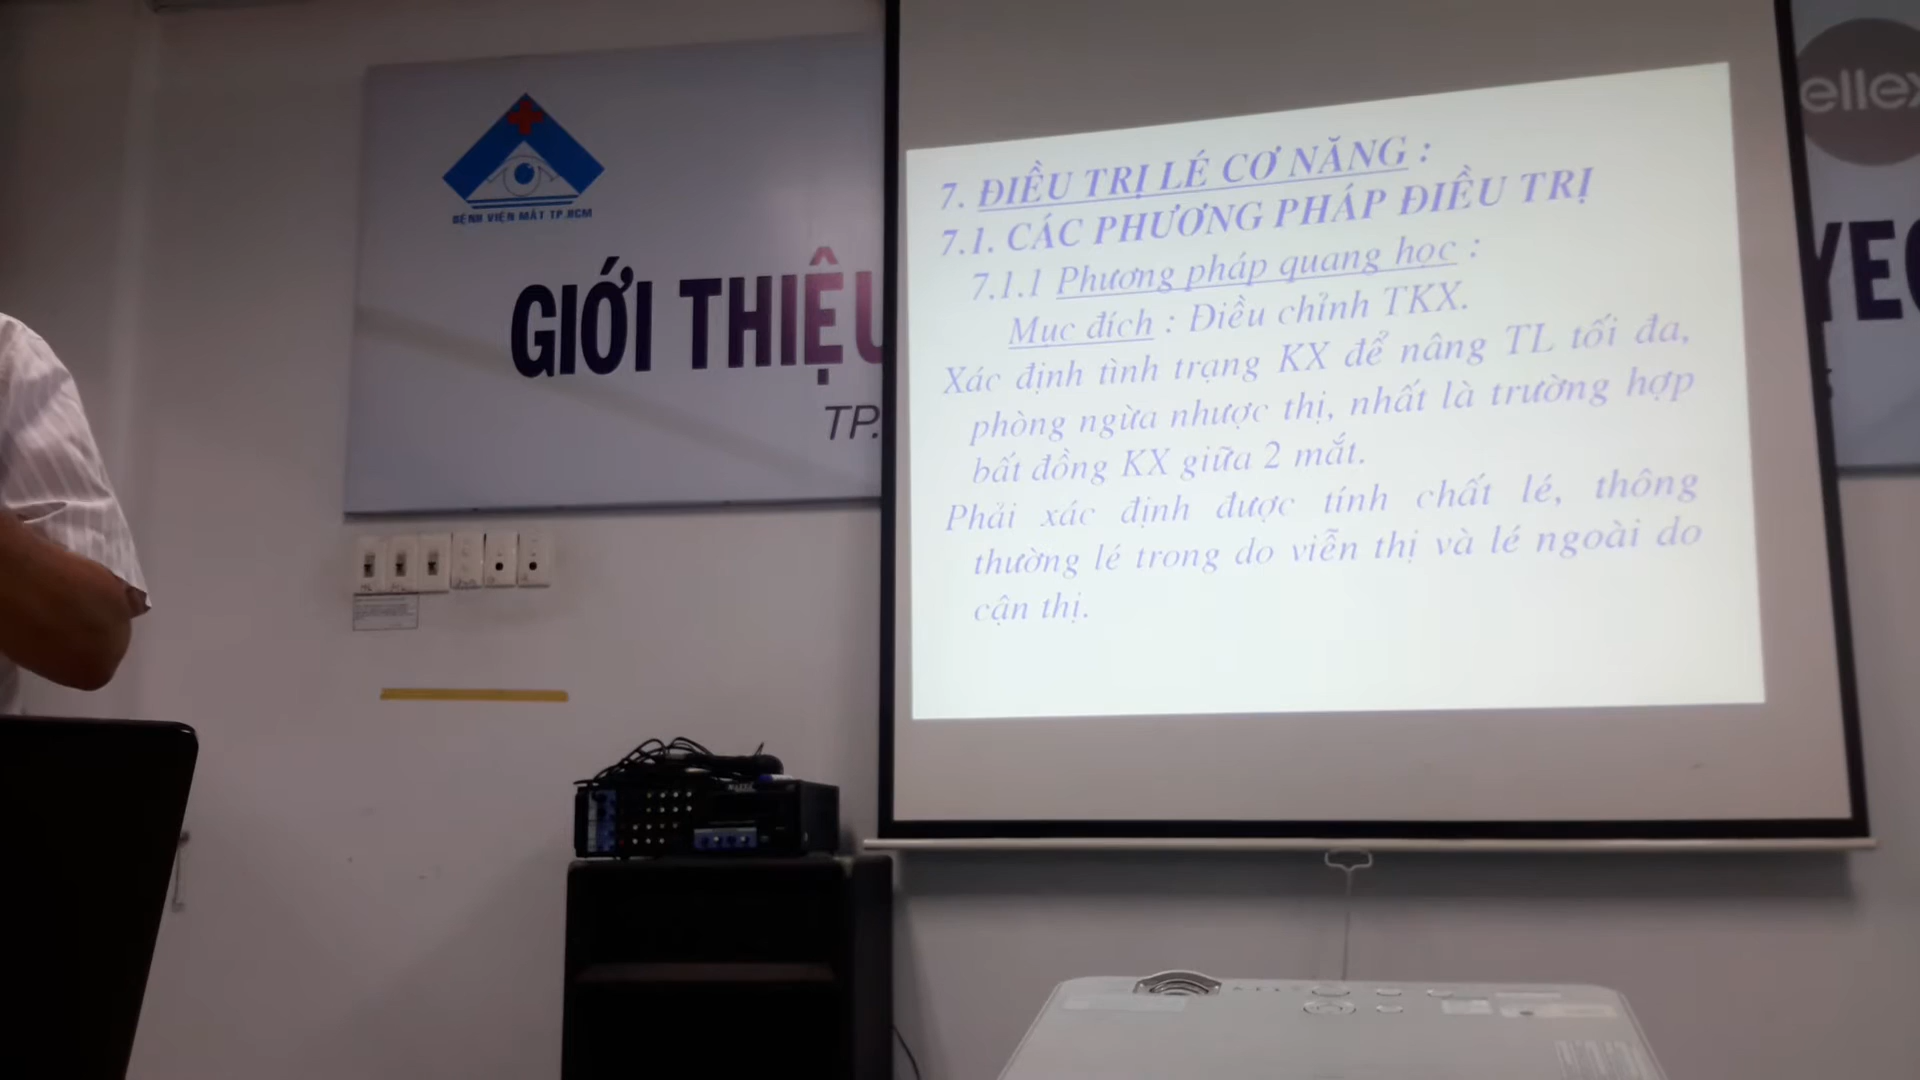 BỆNH VIỆN MẮT TP.HCM
GIỚI THIỆU
TP.
ellex
7. ĐIỀU TRỊ LÉ CƠ NĂNG :
7.1. CÁC PHƯƠNG PHÁP ĐIỀU TRỊ
7.1.1 Phương pháp quang học :
Mục đích : Điều chỉnh TKX.
Xác định tình trạng KX để nâng TL tối đa,
phòng ngừa nhược thị, nhất là trường hợp
bất đồng KX giữa 2 mắt.
Phải xác định được tính chất lé, thông
thường lé trong do viễn thị và lé ngoài do
cận thị.